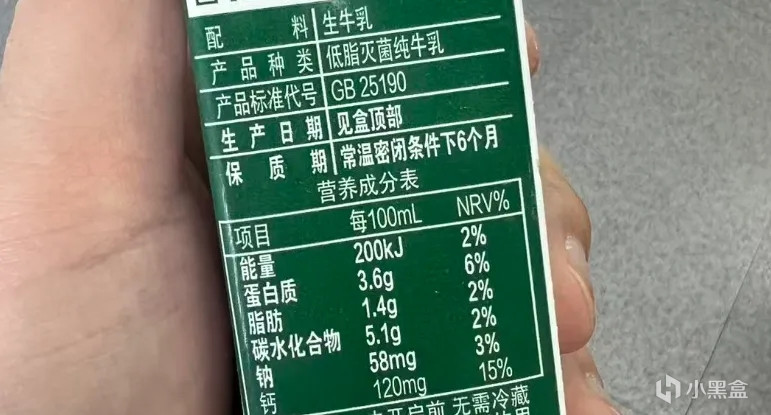 配料 生牛乳
产品种类 低脂灭菌纯牛乳
产品标准代号 GB 25190
生产日期 见盒顶部
保质期 常温密闭条件下6个月
营养成分表
项目 每100mL NRV%
能量 200kJ 2%
蛋白质 3.6g 6%
脂肪 1.4g 2%
碳水化合物 5.1g 2%
钠 58mg 3%
钙 120mg 15%
开启前 无需冷藏
小黑盒